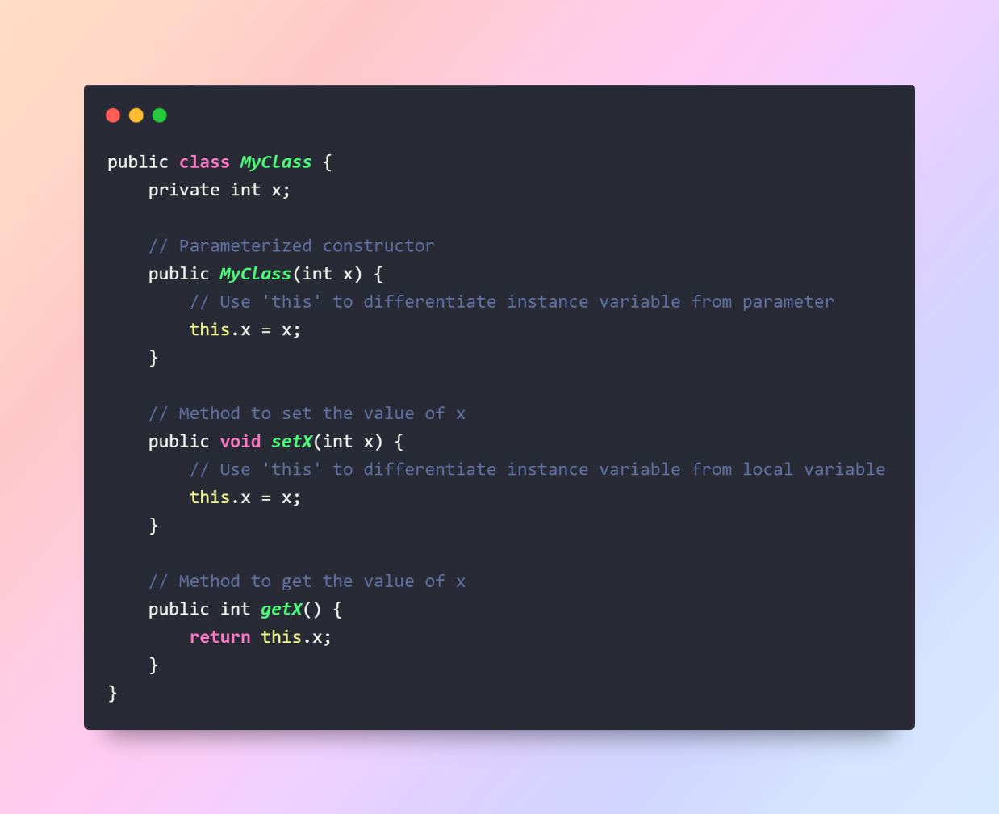 public class MyClass {
    private int x;

    // Parameterized constructor
    public MyClass(int x) {
        // Use 'this' to differentiate instance variable from parameter
        this.x = x;
    }

    // Method to set the value of x
    public void setX(int x) {
        // Use 'this' to differentiate instance variable from local variable
        this.x = x;
    }

    // Method to get the value of x
    public int getX() {
        return this.x;
    }
}